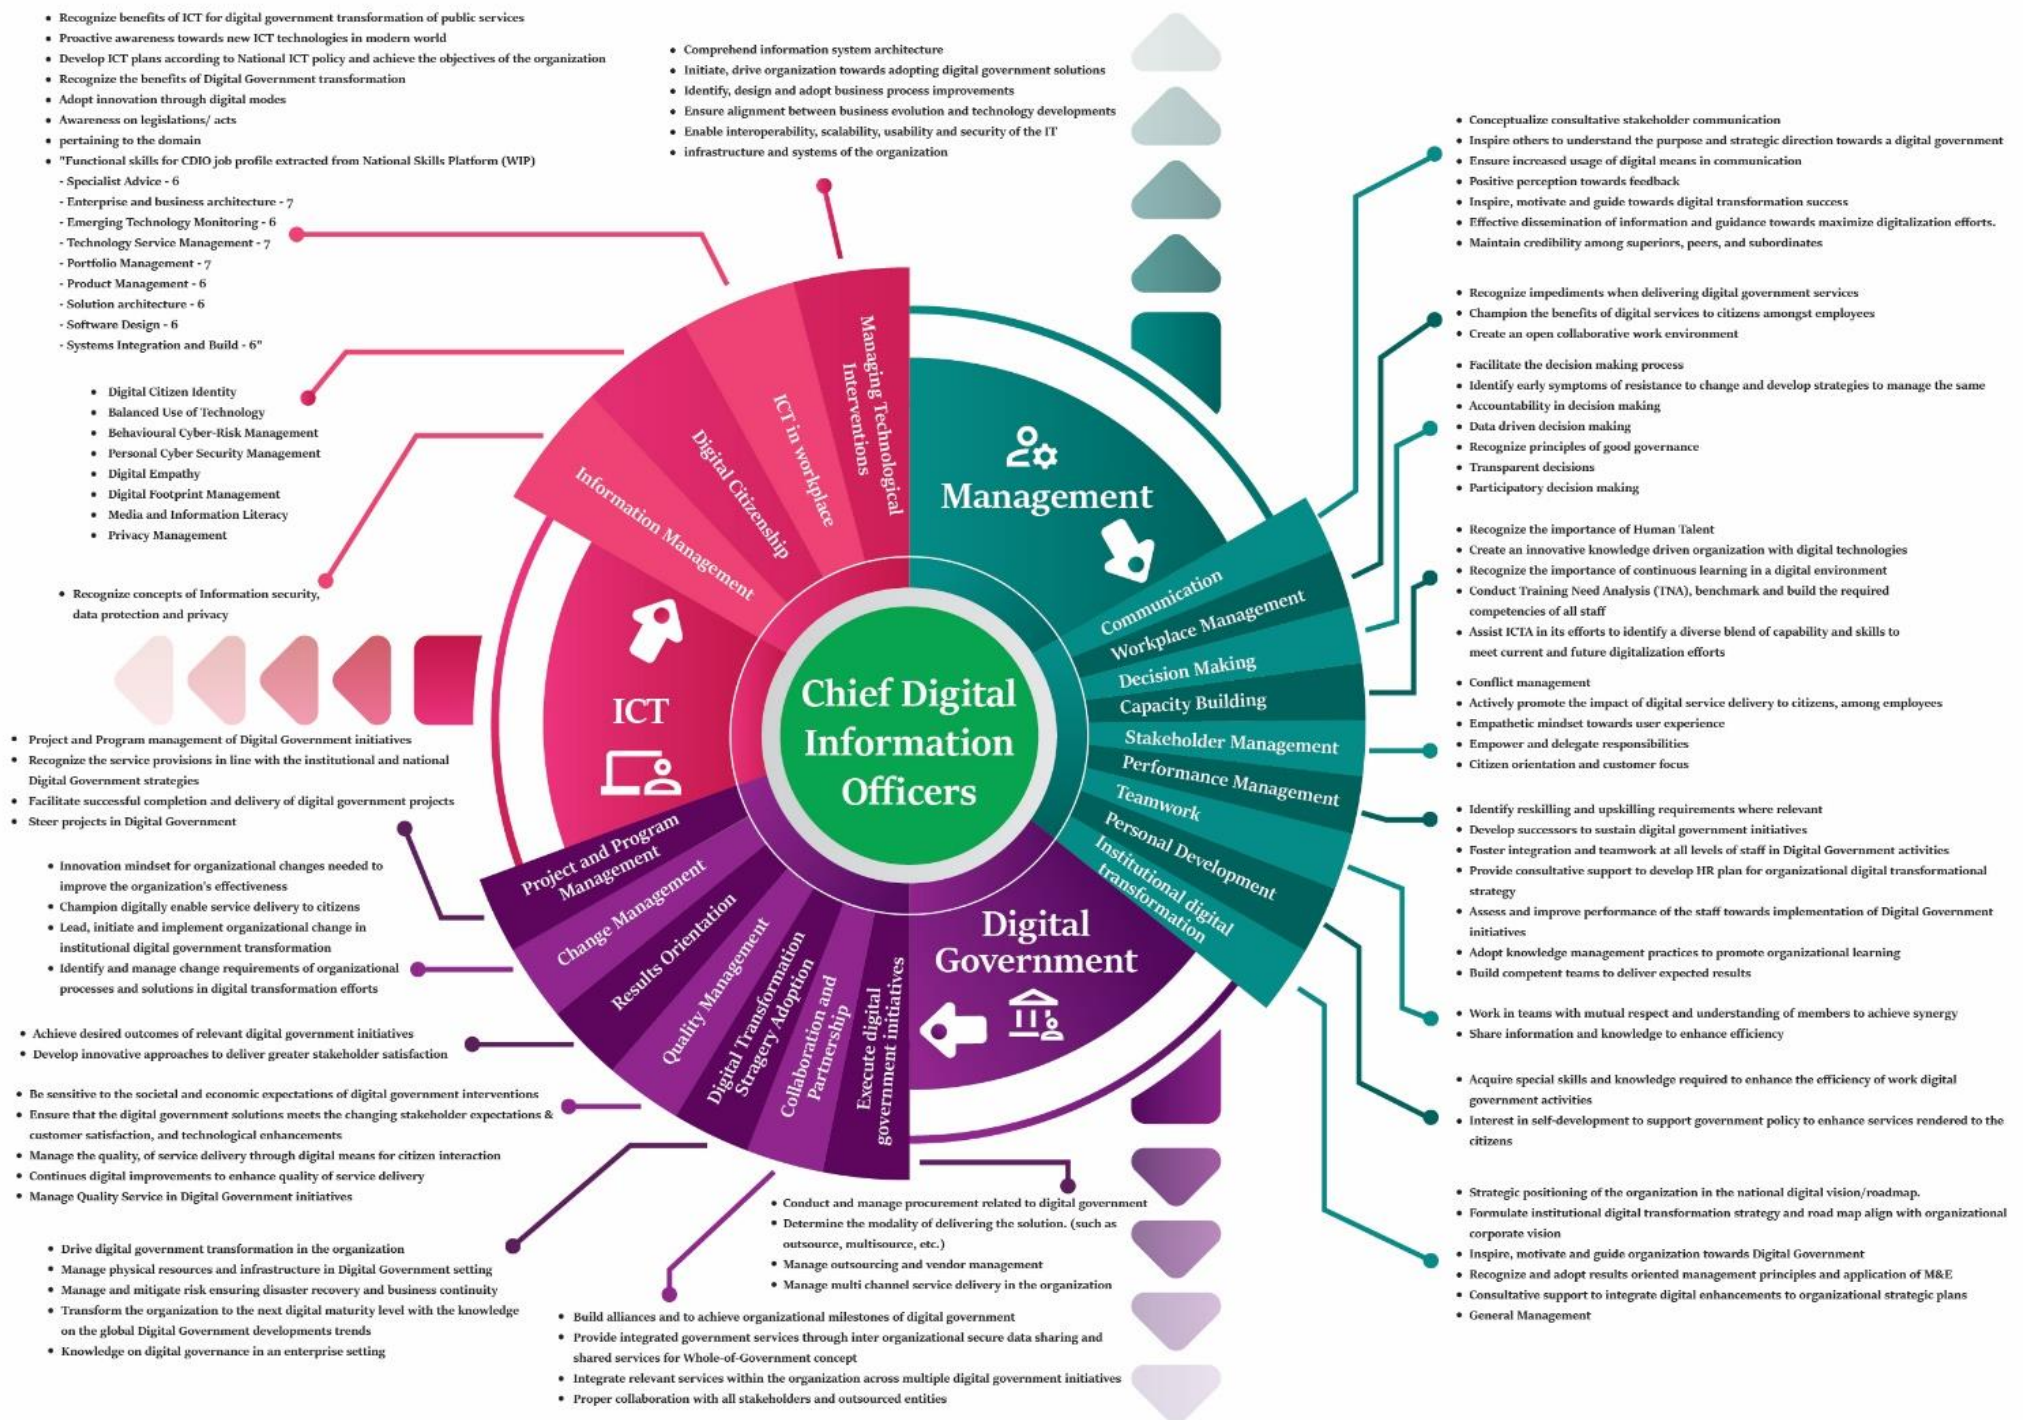 • Recognize benefits of ICT for digital government transformation of public services
• Proactive awareness towards new ICT technologies in modern world
• Develop ICT plans according to National ICT policy and achieve the objectives of the organization
• Recognize the benefits of Digital Government transformation
• Adopt innovation through digital modes
• Awareness on legislations/ acts
• pertaining to the domain
• "Functional skills for CDIO job profile extracted from National Skills Platform (WIP)
- Specialist Advice - 6
- Enterprise and business architecture - 7
- Emerging Technology Monitoring - 6
- Technology Service Management - 7
- Portfolio Management - 7
- Product Management - 6
- Solution architecture - 6
- Software Design - 6
- Systems Integration and Build - 6"
• Digital Citizen Identity
• Balanced Use of Technology
• Behavioural Cyber-Risk Management
• Personal Cyber Security Management
• Digital Empathy
• Digital Footprint Management
• Media and Information Literacy
• Privacy Management
• Recognize concepts of Information security,
data protection and privacy
• Comprehend information system architecture
• Initiate, drive organization towards adopting digital government solutions
• Identify, design and adopt business process improvements
• Ensure alignment between business evolution and technology developments
• Enable interoperability, scalability, usability and security of the IT
• infrastructure and systems of the organization
Information Management
Digital Citizenship
ICT in workplace
Managing Technological
Interventions
ICT
Management
Chief Digital
Information
Officers
Communication
Workplace Management
Decision Making
Capacity Building
Stakeholder Management
Performance Management
Teamwork
Personal Development
Institutional digital
transformation
Digital
Government
Project and Program
Management
Change Management
Results Orientation
Quality Management
Digital Transformation
Stragery Adoption
Collaboration and
Partnership
Execute digital
government initiatives
• Conceptualize consultative stakeholder communication
• Inspire others to understand the purpose and strategic direction towards a digital government
• Ensure increased usage of digital means in communication
• Positive perception towards feedback
• Inspire, motivate and guide towards digital transformation success
• Effective dissemination of information and guidance towards maximize digitalization efforts.
• Maintain credibility among superiors, peers, and subordinates
• Recognize impediments when delivering digital government services
• Champion the benefits of digital services to citizens amongst employees
• Create an open collaborative work environment
• Facilitate the decision making process
• Identify early symptoms of resistance to change and develop strategies to manage the same
• Accountability in decision making
• Data driven decision making
• Recognize principles of good governance
• Transparent decisions
• Participatory decision making
• Recognize the importance of Human Talent
• Create an innovative knowledge driven organization with digital technologies
• Recognize the importance of continuous learning in a digital environment
• Conduct Training Need Analysis (TNA), benchmark and build the required
competencies of all staff
• Assist ICTA in its efforts to identify a diverse blend of capability and skills to
meet current and future digitalization efforts
• Conflict management
• Actively promote the impact of digital service delivery to citizens, among employees
• Empathetic mindset towards user experience
• Empower and delegate responsibilities
• Citizen orientation and customer focus
• Identify reskilling and upskilling requirements where relevant
• Develop successors to sustain digital government initiatives
• Foster integration and teamwork at all levels of staff in Digital Government activities
• Provide consultative support to develop HR plan for organizational digital transformational
strategy
• Assess and improve performance of the staff towards implementation of Digital Government
initiatives
• Adopt knowledge management practices to promote organizational learning
• Build competent teams to deliver expected results
• Work in teams with mutual respect and understanding of members to achieve synergy
• Share information and knowledge to enhance efficiency
• Acquire special skills and knowledge required to enhance the efficiency of work digital
government activities
• Interest in self-development to support government policy to enhance services rendered to the
citizens
• Strategic positioning of the organization in the national digital vision/roadmap.
• Formulate institutional digital transformation strategy and road map align with organizational
corporate vision
• Inspire, motivate and guide organization towards Digital Government
• Recognize and adopt results oriented management principles and application of M&E
• Consultative support to integrate digital enhancements to organizational strategic plans
• General Management
• Project and Program management of Digital Government initiatives
• Recognize the service provisions in line with the institutional and national
Digital Government strategies
• Facilitate successful completion and delivery of digital government projects
• Steer projects in Digital Government
• Innovation mindset for organizational changes needed to
improve the organization's effectiveness
• Champion digitally enable service delivery to citizens
• Lead, initiate and implement organizational change in
institutional digital government transformation
• Identify and manage change requirements of organizational
processes and solutions in digital transformation efforts
• Achieve desired outcomes of relevant digital government initiatives
• Develop innovative approaches to deliver greater stakeholder satisfaction
• Be sensitive to the societal and economic expectations of digital government interventions
• Ensure that the digital government solutions meets the changing stakeholder expectations &
customer satisfaction, and technological enhancements
• Manage the quality, of service delivery through digital means for citizen interaction
• Continues digital improvements to enhance quality of service delivery
• Manage Quality Service in Digital Government initiatives
• Drive digital government transformation in the organization
• Manage physical resources and infrastructure in Digital Government setting
• Manage and mitigate risk ensuring disaster recovery and business continuity
• Transform the organization to the next digital maturity level with the knowledge
on the global Digital Government developments trends
• Knowledge on digital governance in an enterprise setting
• Conduct and manage procurement related to digital government
• Determine the modality of delivering the solution. (such as
outsource, multisource, etc.)
• Manage outsourcing and vendor management
• Manage multi channel service delivery in the organization
• Build alliances and to achieve organizational milestones of digital government
• Provide integrated government services through inter organizational secure data sharing and
shared services for Whole-of-Government concept
• Integrate relevant services within the organization across multiple digital government initiatives
• Proper collaboration with all stakeholders and outsourced entities